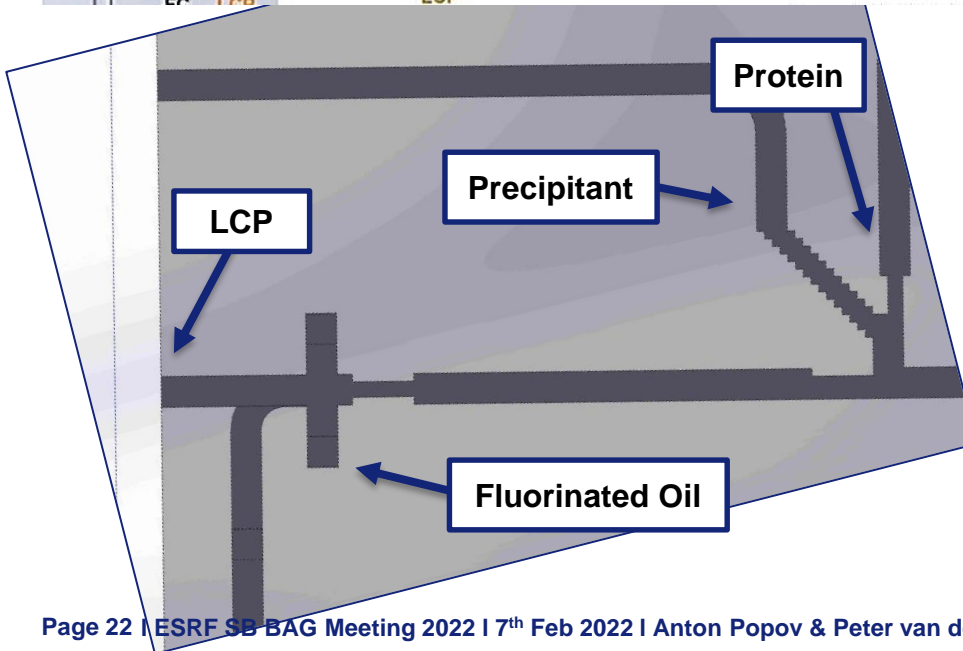 Protein
Precipitant
LCP
Fluorinated Oil
Page 22 I ESRF SB BAG Meeting 2022 I 7th Feb 2022 I Anton Popov & Peter van d